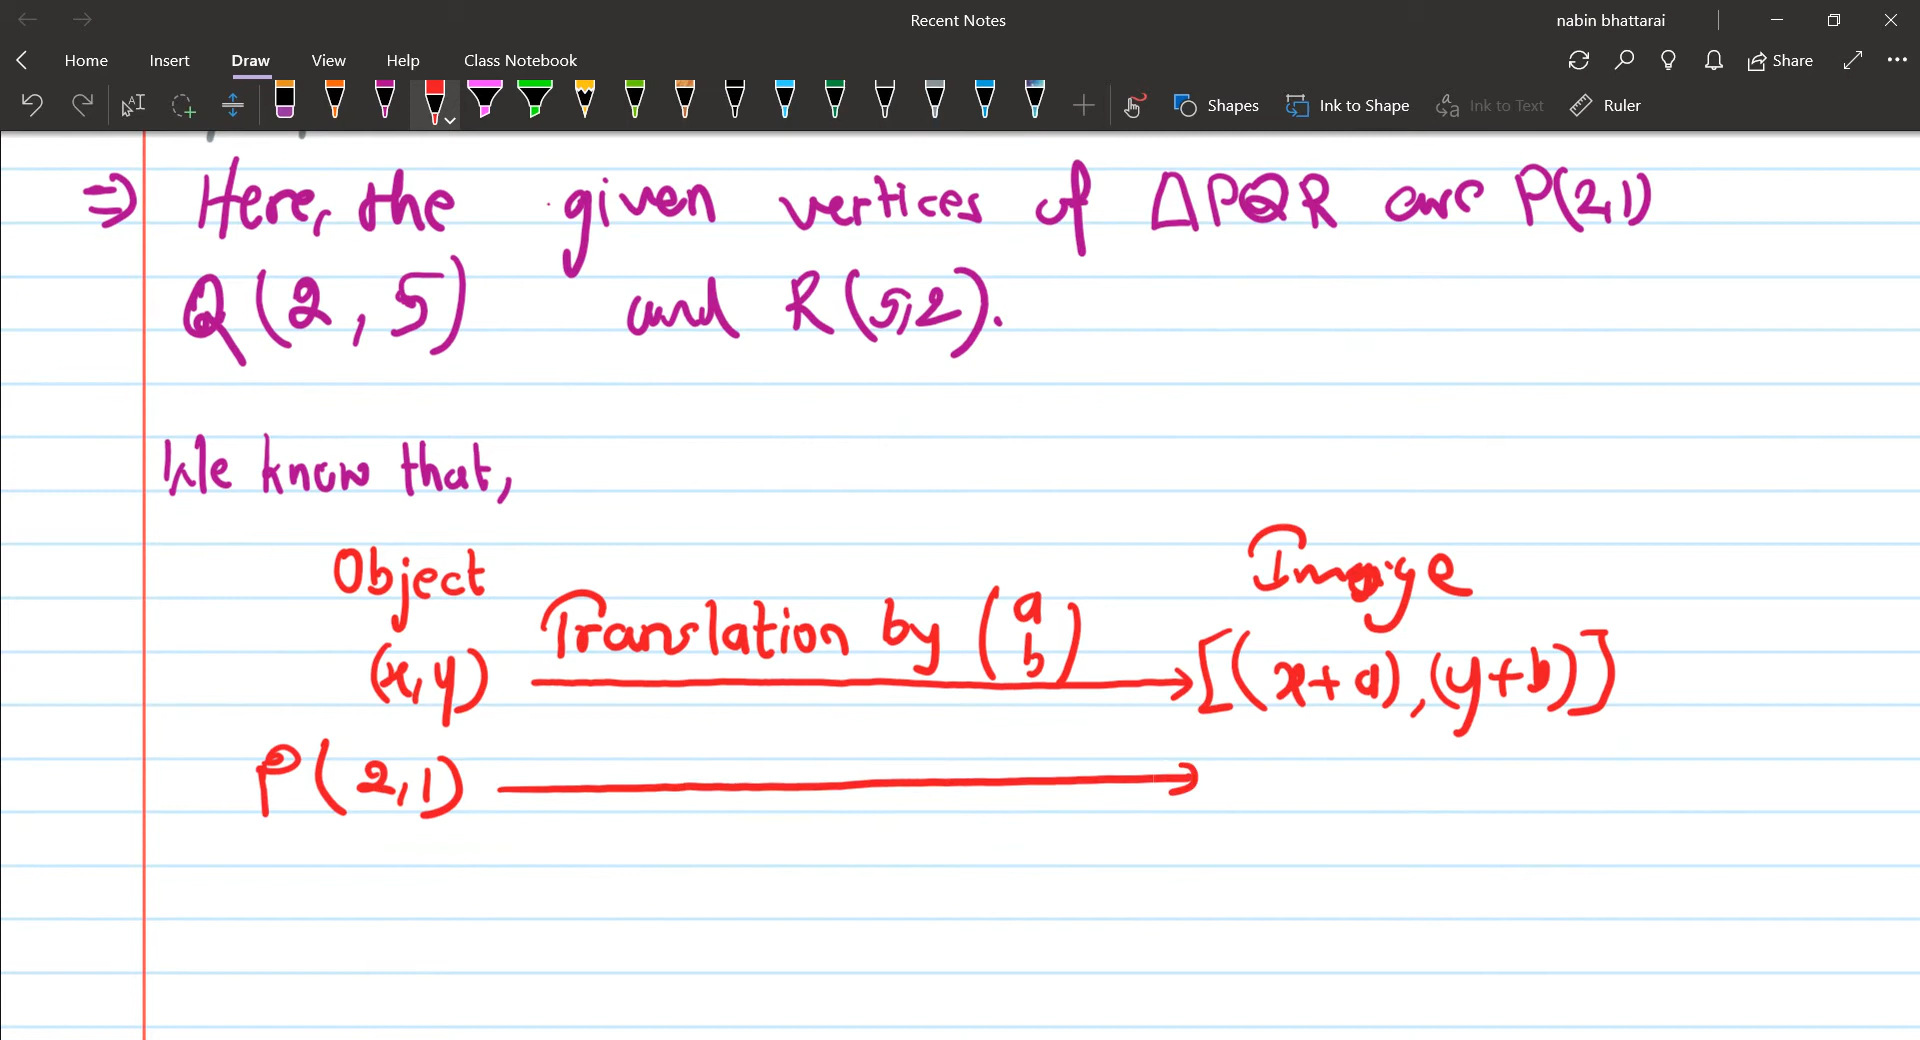 Recent Notes
nabin bhattarai
Home Insert Draw View Help Class Notebook
Share
Shapes Ink to Shape Ink to Text Ruler
⇒ Here, the given vertices of ΔPQR are P(2,1)
Q(2,5) and R(5,2).
We know that,
Object Image
(x,y) Translation by (a b) → [(x+a),(y+b)]
P(2,1) →